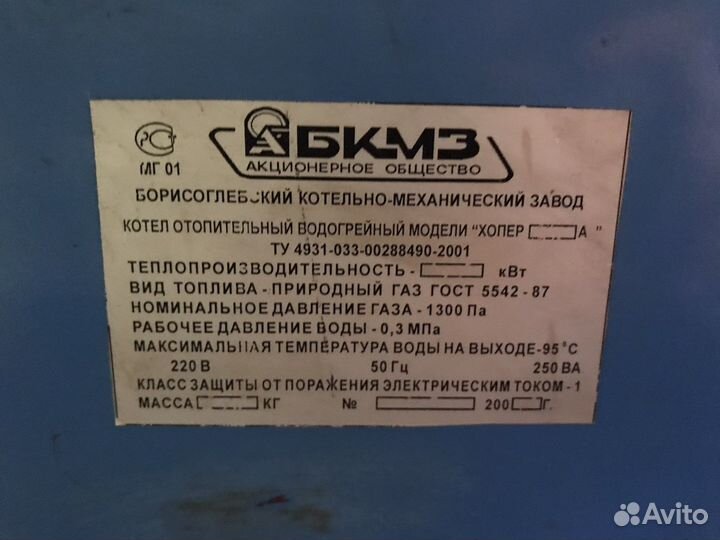 РСТ
МГ 01
БКМЗ
АКЦИОНЕРНОЕ ОБЩЕСТВО
БОРИСОГЛЕБСКИЙ КОТЕЛЬНО-МЕХАНИЧЕСКИЙ ЗАВОД
КОТЕЛ ОТОПИТЕЛЬНЫЙ ВОДОГРЕЙНЫЙ МОДЕЛИ "ХОПЕР А"
ТУ 4931-033-00288490-2001
ТЕПЛОПРОИЗВОДИТЕЛЬНОСТЬ - кВт
ВИД ТОПЛИВА - ПРИРОДНЫЙ ГАЗ ГОСТ 5542 - 87
НОМИНАЛЬНОЕ ДАВЛЕНИЕ ГАЗА - 1300 Па
РАБОЧЕЕ ДАВЛЕНИЕ ВОДЫ - 0,3 МПа
МАКСИМАЛЬНАЯ ТЕМПЕРАТУРА ВОДЫ НА ВЫХОДЕ-95°С
220 В 50 Гц 250 ВА
КЛАСС ЗАЩИТЫ ОТ ПОРАЖЕНИЯ ЭЛЕКТРИЧЕСКИМ ТОКОМ - 1
МАССА КГ № 200 Г.
Avito